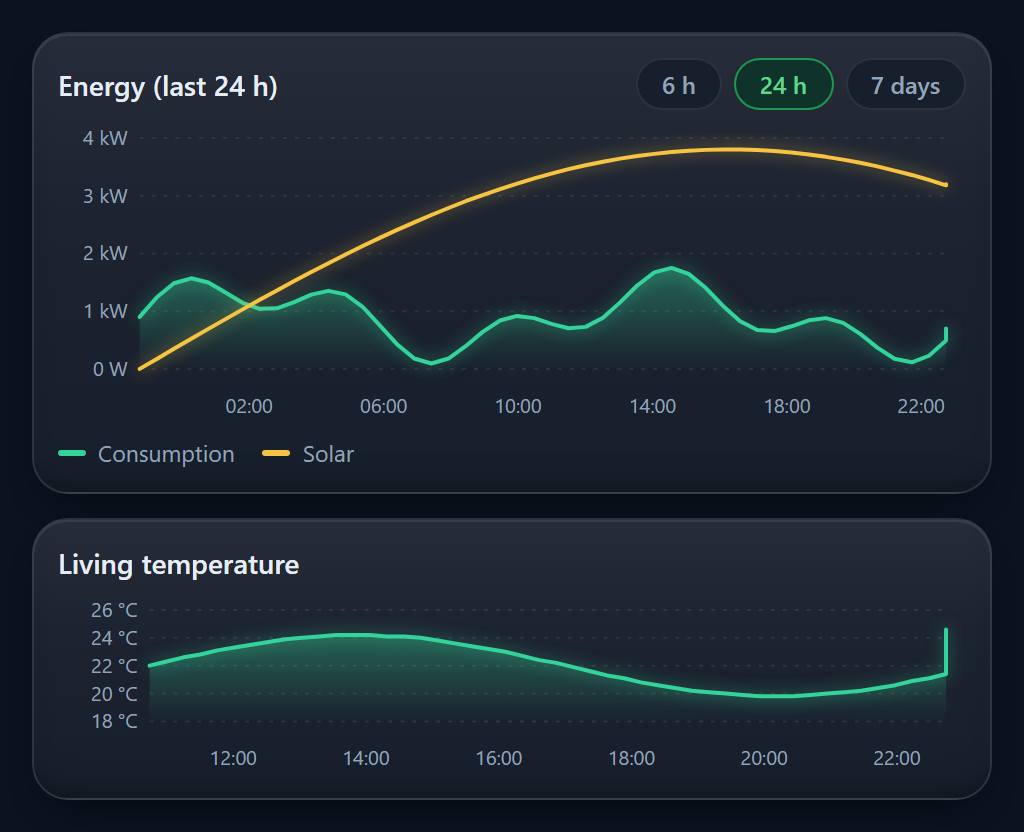 Energy (last 24 h)
6 h
24 h
7 days
4 kW
3 kW
2 kW
1 kW
0 W
02:00 06:00 10:00 14:00 18:00 22:00
Consumption Solar
Living temperature
26 °C
24 °C
22 °C
20 °C
18 °C
12:00 14:00 16:00 18:00 20:00 22:00